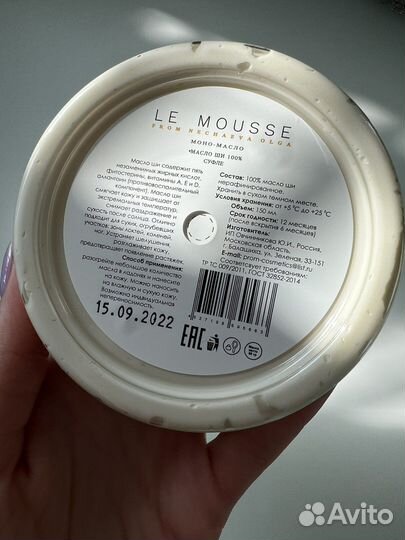 LE MOUSSE
FROM NECHAEVA OLGA
МОНО-МАСЛО
•МАСЛО ШИ 100%
СУФЛЕ
Масло ши содержит пять
незаменимых жирных кислот,
фитостерины, витамины A, E и D,
аллантоин (противовоспалительный
компонент). Масло ши
смягчает кожу и защищает от
экстремальных температур,
снимает раздражение и
сухость после солнца. Отлично
подходит для сухих, огрубевших
участков: зоны локтей, коленей,
ног. Устраняет шелушения,
разглаживает кожу.
предотвращает появление растяжек.
Способ применения:
разогрейте небольшое количество
масла в ладонях и нанесите
на кожу. Можно наносить
на влажную и сухую кожу.
Возможна индивидуальная
непереносимость.
15.09.2022
Состав: 100% масло ши
нерафинированное.
Хранить в сухом темном месте.
Условия хранения: от +5 °C до +25 °C
Объем: 150 мл
Срок годности: 12 месяцев
(после вскрытия 6 месяцев)
Изготовитель:
ИП Овчинникова Ю.И., Россия,
Московская область,
г. Балашиха, ул. Зеленая, 33-151
E-mail: prom-cosmetics@list.ru
Соответствует требованиям:
ТР ТС 009/2011, ГОСТ 32852-2014
EAC
Avito